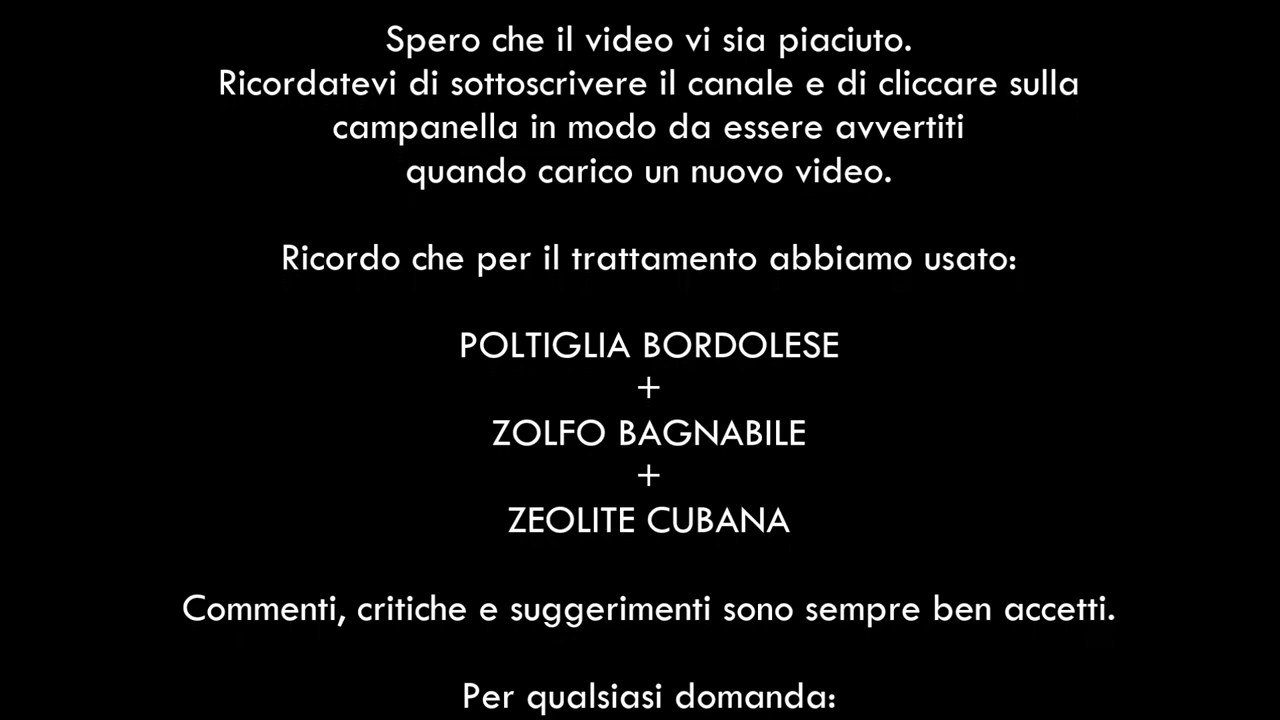 Spero che il video vi sia piaciuto.
Ricordatevi di sottoscrivere il canale e di cliccare sulla
campanella in modo da essere avvertiti
quando carico un nuovo video.
Ricordo che per il trattamento abbiamo usato:
POLTIGLIA BORDOLESE
+
ZOLFO BAGNABILE
+
ZEOLITE CUBANA
Commenti, critiche e suggerimenti sono sempre ben accetti.
Per qualsiasi domanda: